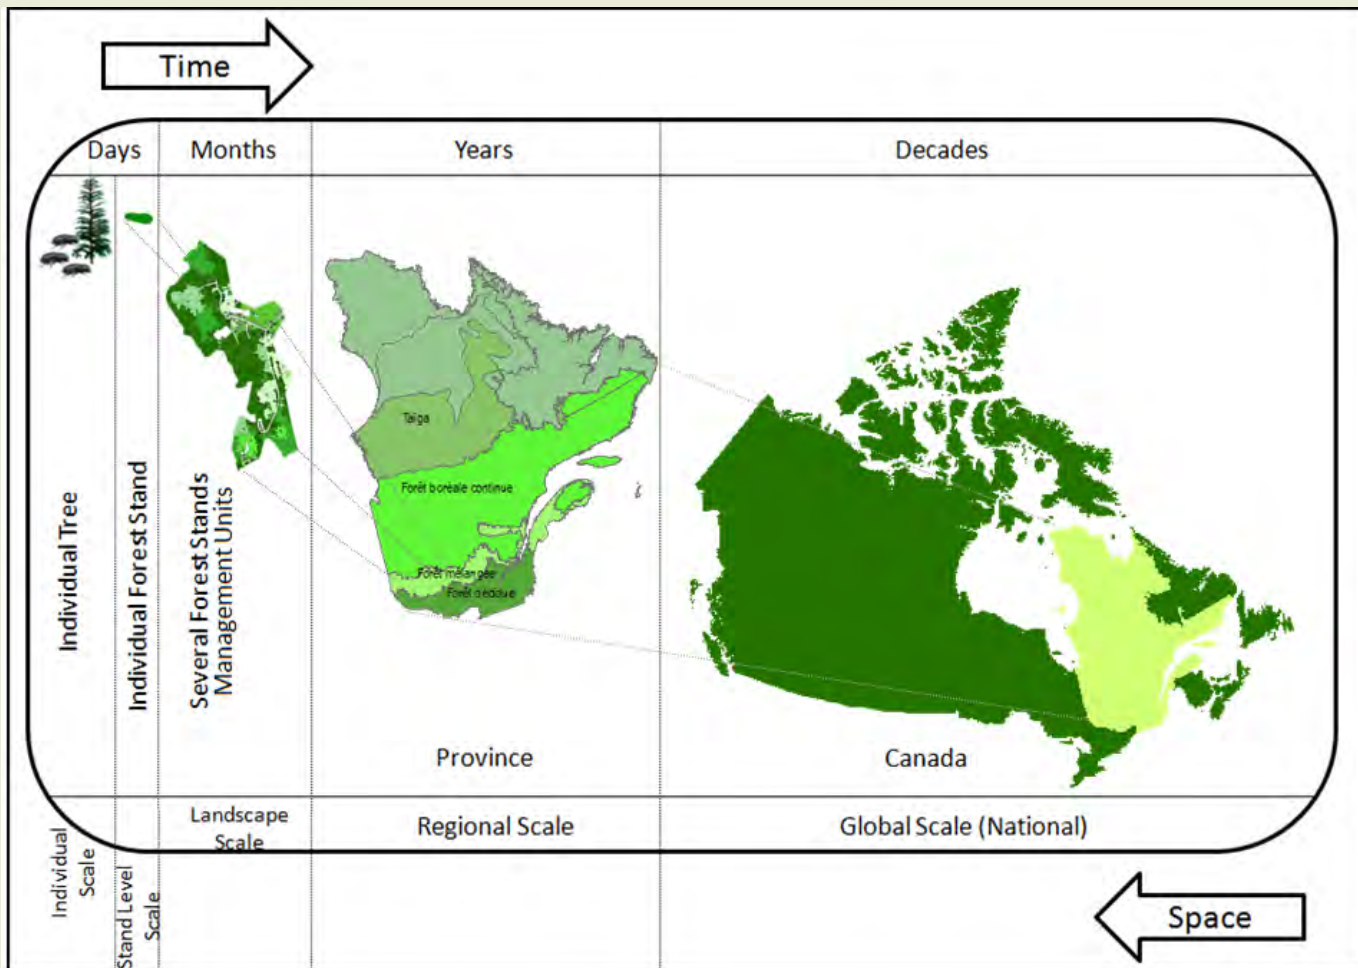 Time
Days
Months
Years
Decades
Individual Tree
Individual Forest Stand
Several Forest Stands
Management Units
Taiga
Forêt boréale continue
Forêt mélangée
Forêt décidue
Province
Canada
Individual
Scale
Stand Level
Scale
Landscape
Scale
Regional Scale
Global Scale (National)
Space